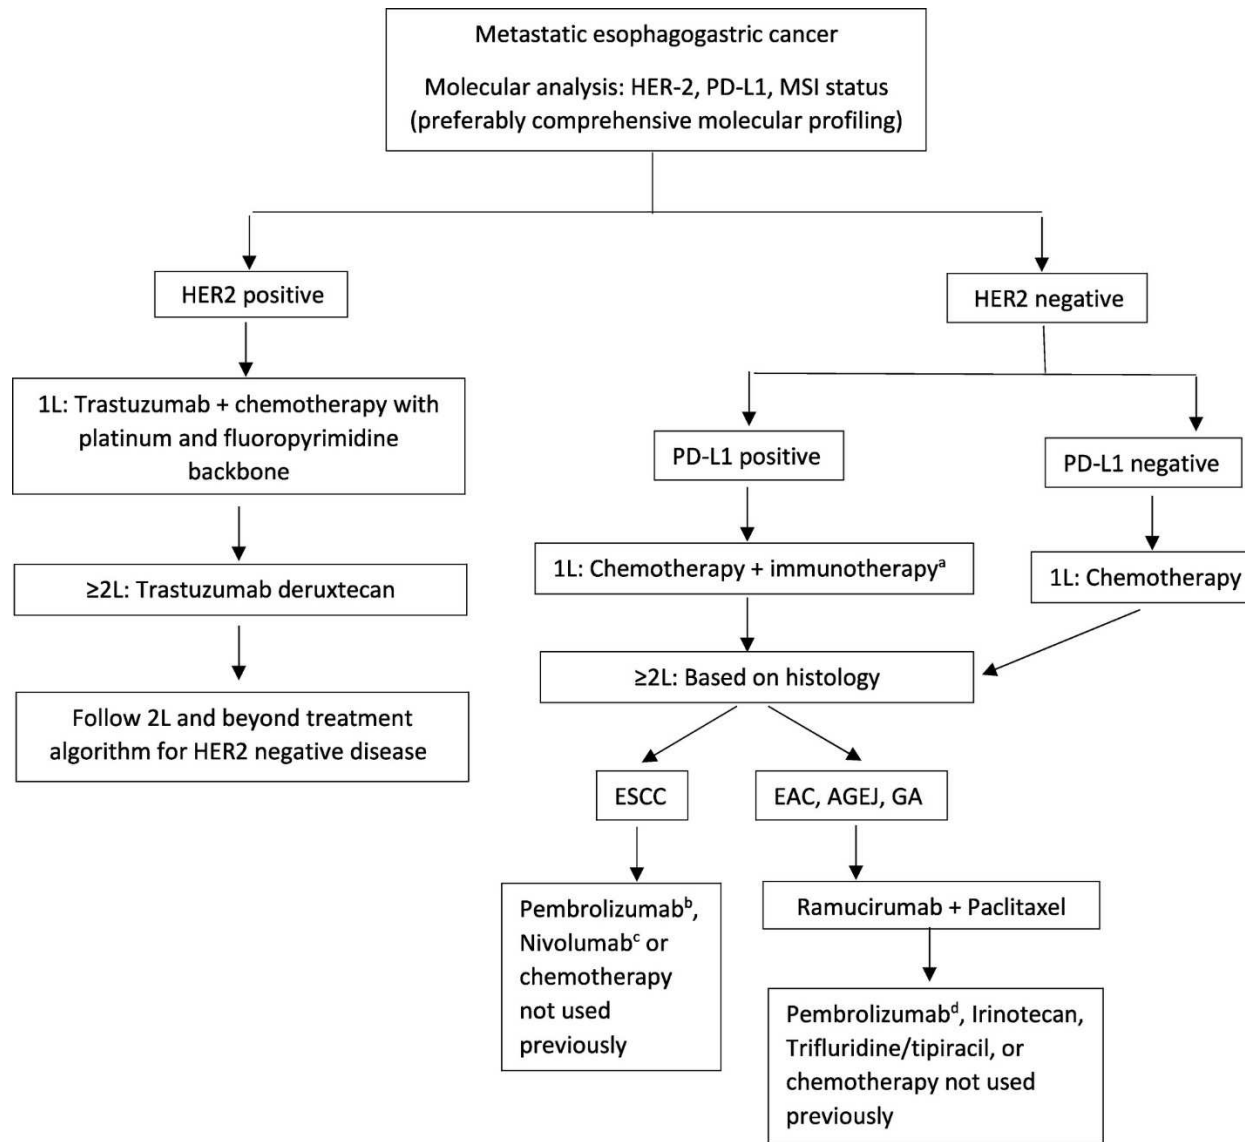 Metastatic esophagogastric cancer
Molecular analysis: HER-2, PD-L1, MSI status
(preferably comprehensive molecular profiling)
HER2 positive
HER2 negative
1L: Trastuzumab + chemotherapy with
platinum and fluoropyrimidine
backbone
PD-L1 positive
PD-L1 negative
≥2L: Trastuzumab deruxtecan
1L: Chemotherapy + immunotherapyᵃ
1L: Chemotherapy
Follow 2L and beyond treatment
algorithm for HER2 negative disease
≥2L: Based on histology
ESCC
EAC, AGEJ, GA
Pembrolizumabᵇ,
Nivolumabᶜ or
chemotherapy
not used
previously
Ramucirumab + Paclitaxel
Pembrolizumabᵈ, Irinotecan,
Trifluridine/tipiracil, or
chemotherapy not used
previously